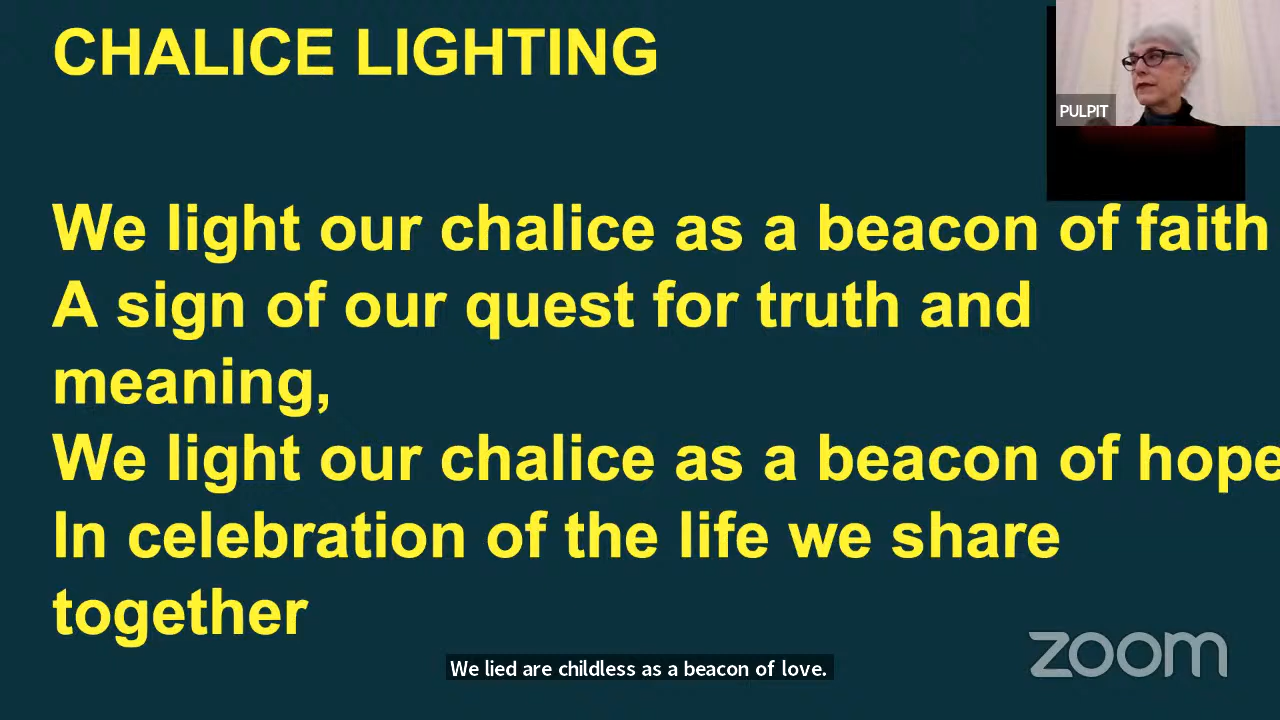 CHALICE LIGHTING
PULPIT
We light our chalice as a beacon of faith
A sign of our quest for truth and
meaning,
We light our chalice as a beacon of hope
In celebration of the life we share
together
zoom
We lied are childless as a beacon of love.